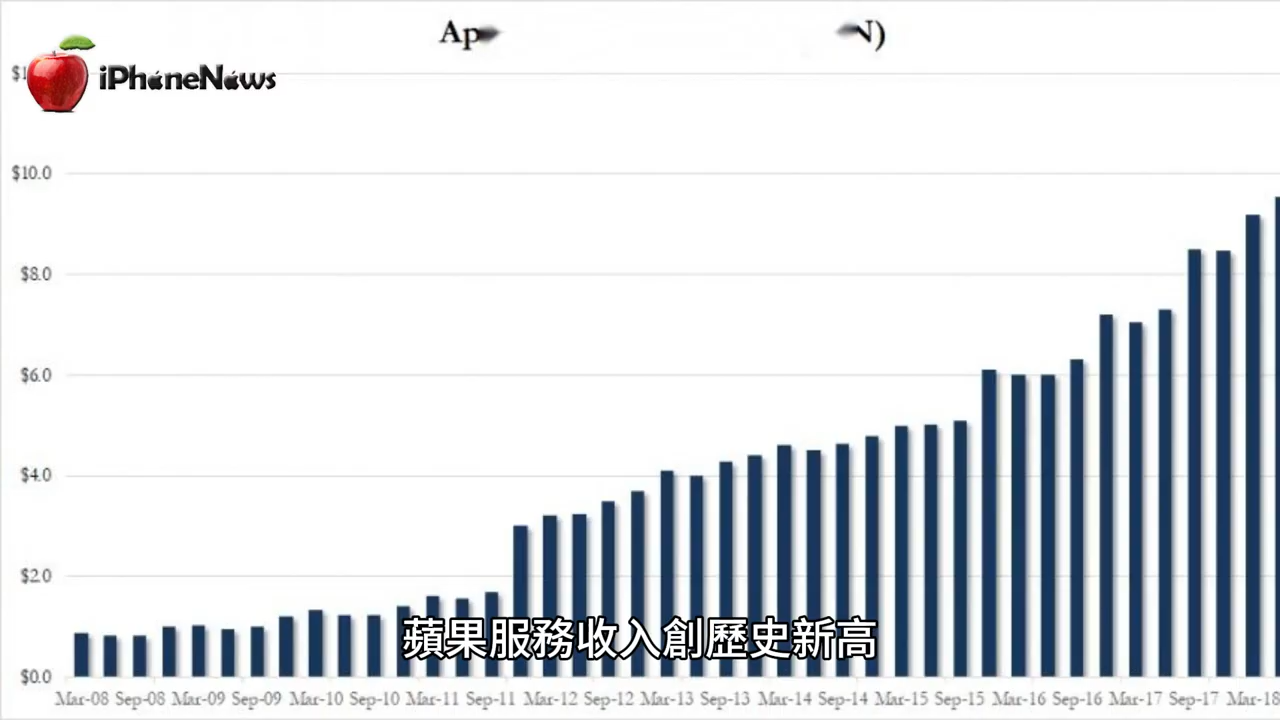 Ap N)
iPhoneNews
$1
$10.0
$8.0
$6.0
$4.0
$2.0
$0.0
蘋果服務收入創歷史新高
Mar-08 Sep-08 Mar-09 Sep-09 Mar-10 Sep-10 Mar-11 Sep-11 Mar-12 Sep-12 Mar-13 Sep-13 Mar-14 Sep-14 Mar-15 Sep-15 Mar-16 Sep-16 Mar-17 Sep-17 Mar-18